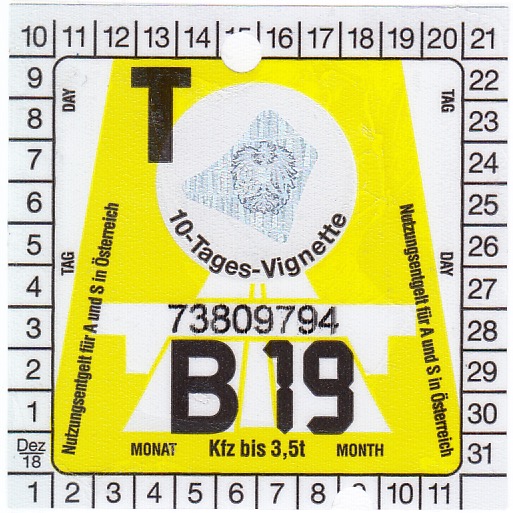 10 11 12 13 14 16 17 18 19 20 21
9 DAY TAG 22
T
8 23
7 24
6 25
5 26
4 27
3 28
2 29
1 30
Dez 18 31
10-Tages-Vignette
TAG DAY
Nutzungsentgelt für A und S in Österreich
Nutzungsentgelt für A und S in Österreich
73809794
B 19
MONAT Kfz bis 3,5t MONTH
1 2 3 4 5 6 7 8 10 11